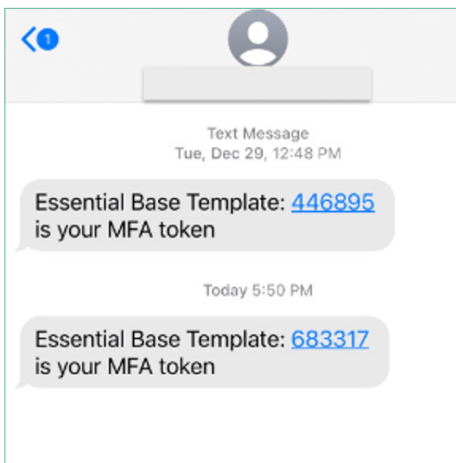 1
Text Message
Tue, Dec 29, 12:48 PM
Essential Base Template: 446895
is your MFA token
Today 5:50 PM
Essential Base Template: 683317
is your MFA token